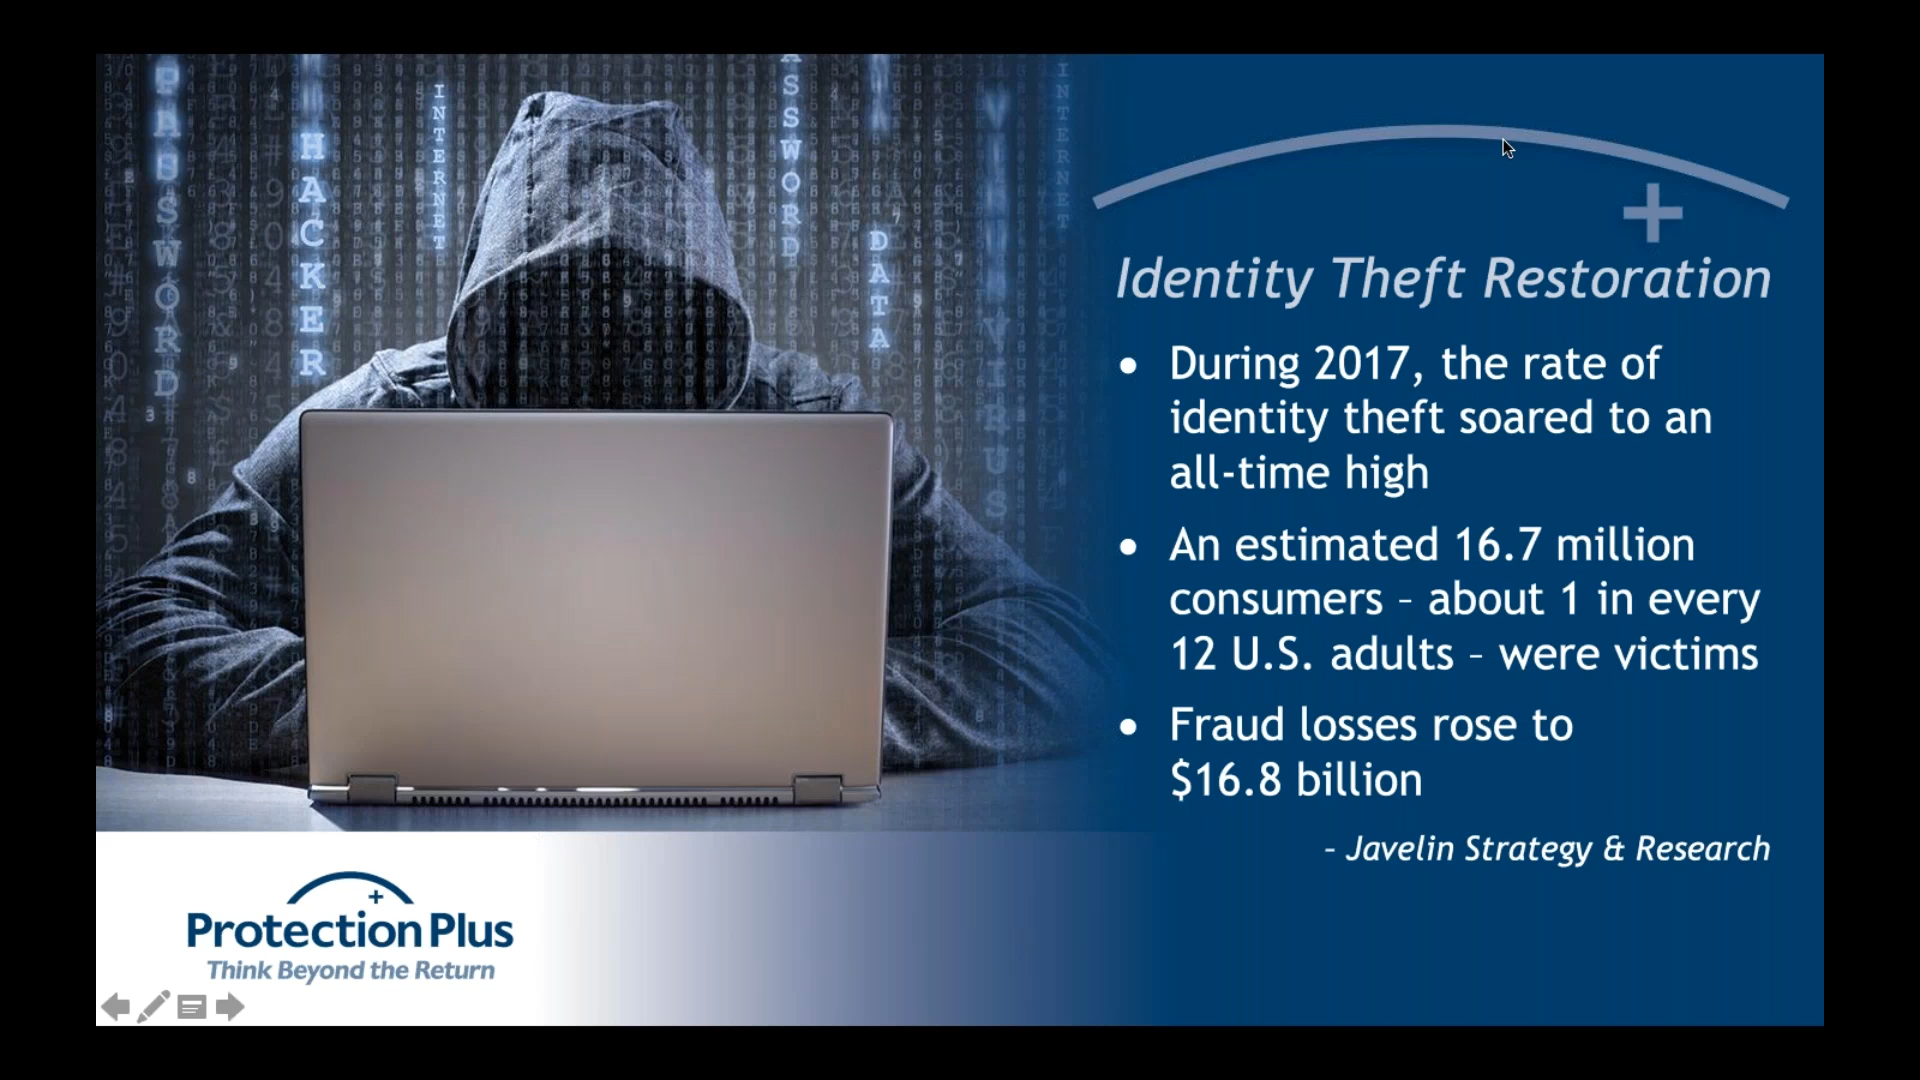 PASSWORD
HACKER
INTERNET
ASSWORD
DATA
VIRUS
INTERNET
Identity Theft Restoration
• During 2017, the rate of
identity theft soared to an
all-time high
• An estimated 16.7 million
consumers – about 1 in every
12 U.S. adults – were victims
• Fraud losses rose to
$16.8 billion
– Javelin Strategy & Research
Protection Plus
Think Beyond the Return